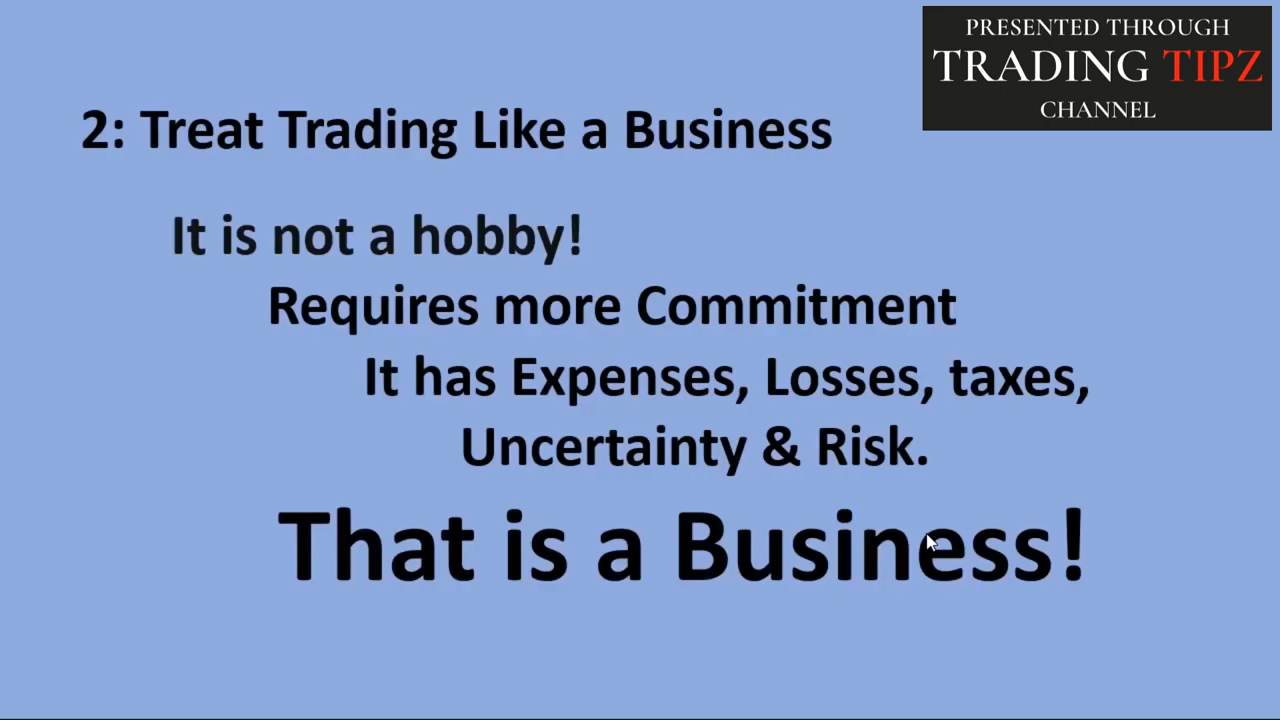 PRESENTED THROUGH
TRADING TIPZ
CHANNEL
2: Treat Trading Like a Business
It is not a hobby!
Requires more Commitment
It has Expenses, Losses, taxes,
Uncertainty & Risk.
That is a Business!